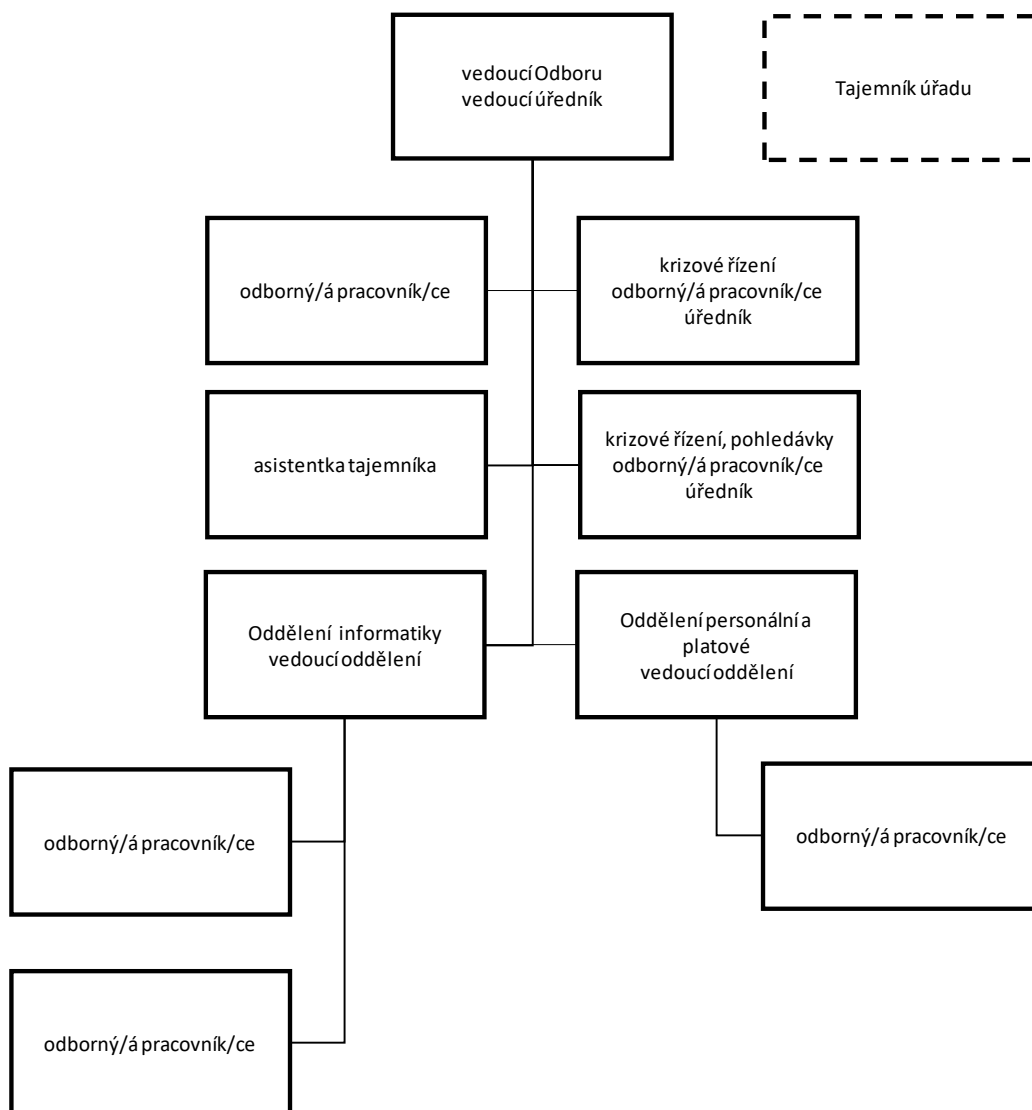 vedoucí Odboru
vedoucí úředník
Tajemník úřadu
odborný/á pracovník/ce
krizové řízení
odborný/á pracovník/ce
úředník
asistentka tajemníka
krizové řízení, pohledávky
odborný/á pracovník/ce
úředník
Oddělení informatiky
vedoucí oddělení
Oddělení personální a
platové
vedoucí oddělení
odborný/á pracovník/ce
odborný/á pracovník/ce
odborný/á pracovník/ce